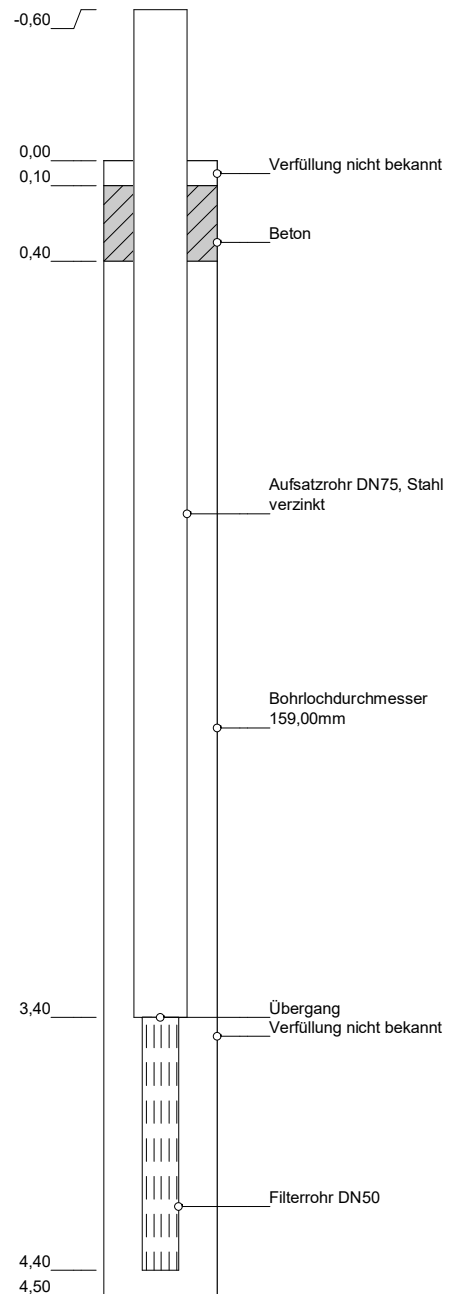 -0,60
0,00
Verfüllung nicht bekannt
0,10
Beton
0,40
Aufsatzrohr DN75, Stahl
verzinkt
Bohrlochdurchmesser
159,00mm
3,40
Übergang
Verfüllung nicht bekannt
Filterrohr DN50
4,40
4,50